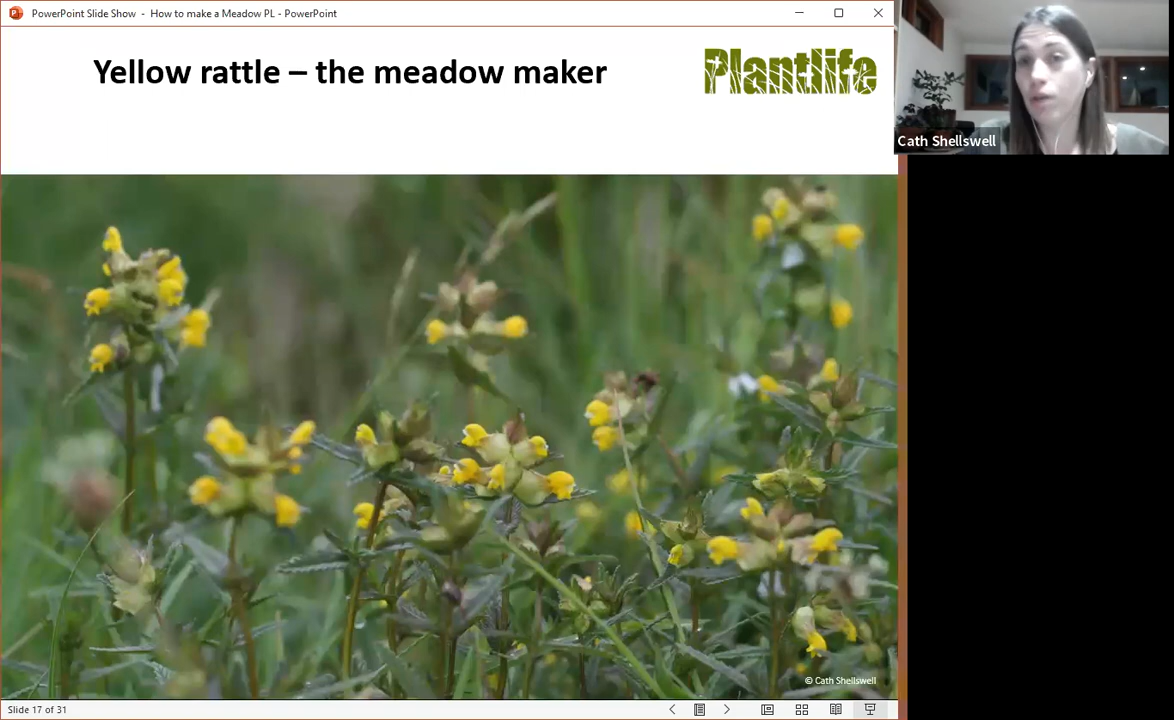 PowerPoint Slide Show - How to make a Meadow PL - PowerPoint
Yellow rattle – the meadow maker
Plantlife
Cath Shellswell
© Cath Shellswell
Slide 17 of 31